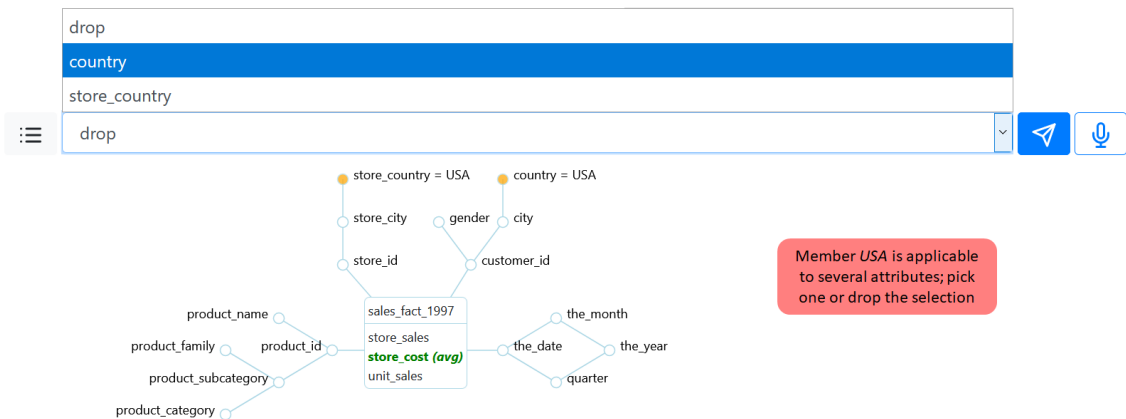 drop
country
store_country
drop
store_country = USA
country = USA
store_city
gender
city
store_id
customer_id
Member USA is applicable
to several attributes; pick
one or drop the selection
product_name
sales_fact_1997
the_month
store_sales
product_family
product_id
store_cost (avg)
the_date
the_year
unit_sales
product_subcategory
quarter
product_category